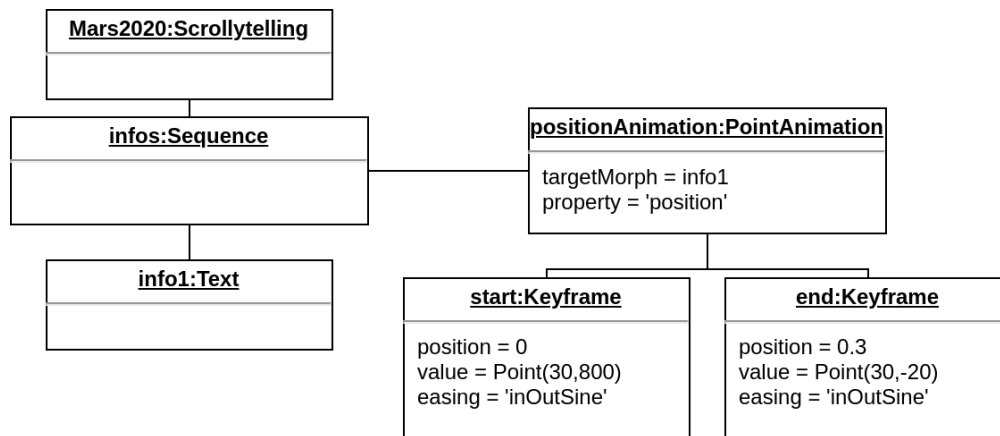 Mars2020:Scrollytelling
infos:Sequence
positionAnimation:PointAnimation
targetMorph = info1
property = 'position'
info1:Text
start:Keyframe
position = 0
value = Point(30,800)
easing = 'inOutSine'
end:Keyframe
position = 0.3
value = Point(30,-20)
easing = 'inOutSine'